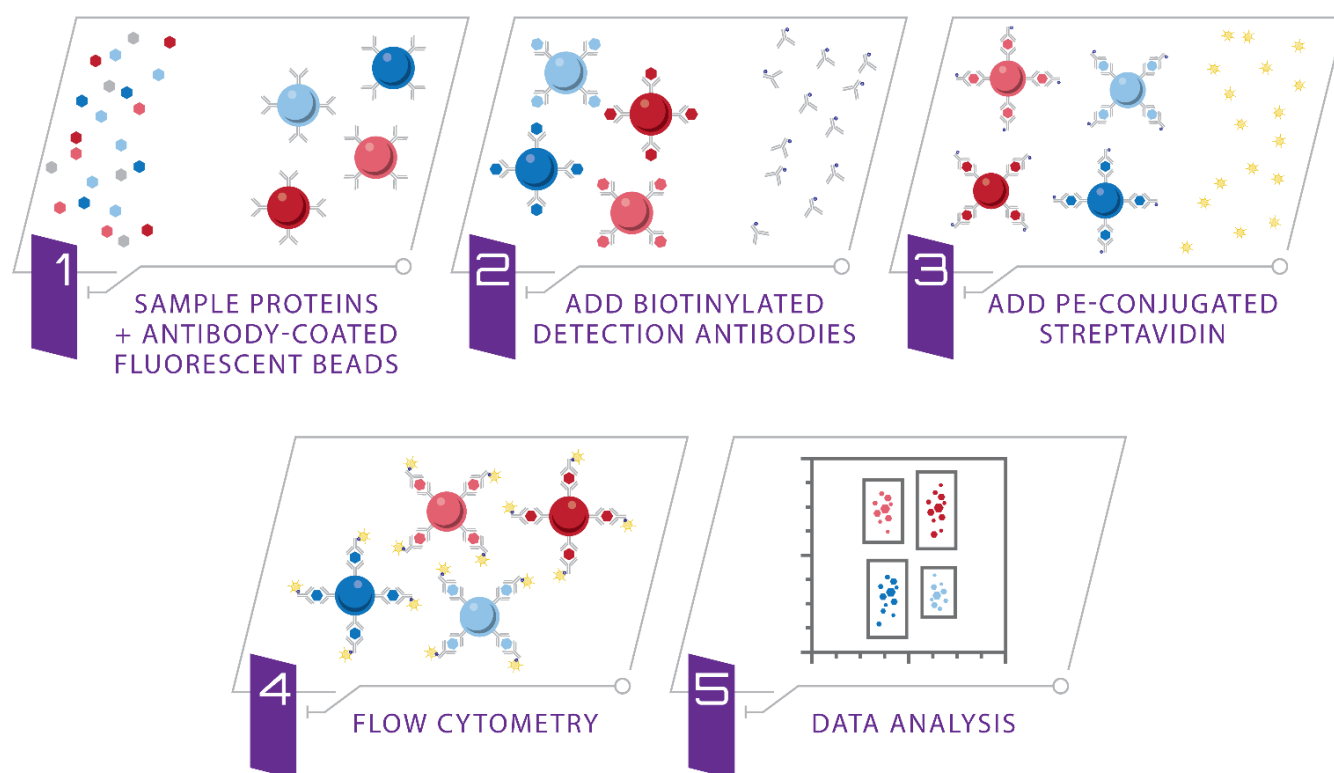 1
SAMPLE PROTEINS
+ ANTIBODY-COATED
FLUORESCENT BEADS
2
ADD BIOTINYLATED
DETECTION ANTIBODIES
3
ADD PE-CONJUGATED
STREPTAVIDIN
4
FLOW CYTOMETRY
5
DATA ANALYSIS